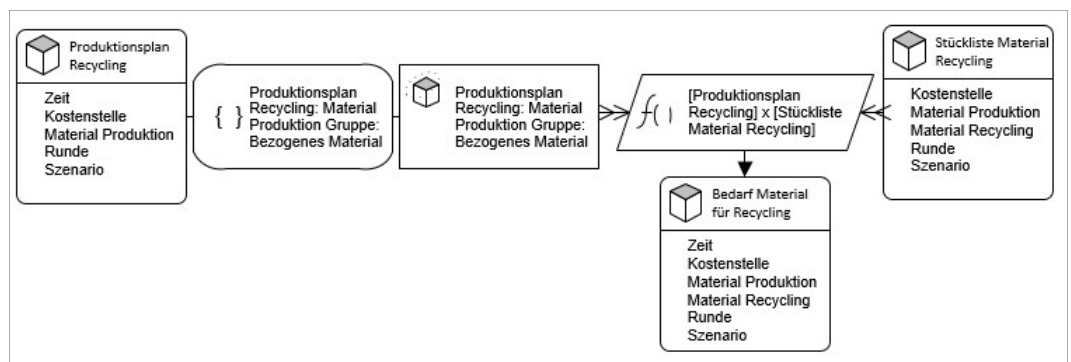 Produktionsplan
Recycling
Zeit
Kostenstelle
Material Produktion
Runde
Szenario
{ }
Produktionsplan
Recycling: Material
Produktion Gruppe:
Bezogenes Material
Produktionsplan
Recycling: Material
Produktion Gruppe:
Bezogenes Material
f()
[Produktionsplan
Recycling] x [Stückliste
Material Recycling]
Stückliste Material
Recycling
Kostenstelle
Material Produktion
Material Recycling
Runde
Szenario
Bedarf Material
für Recycling
Zeit
Kostenstelle
Material Produktion
Material Recycling
Runde
Szenario